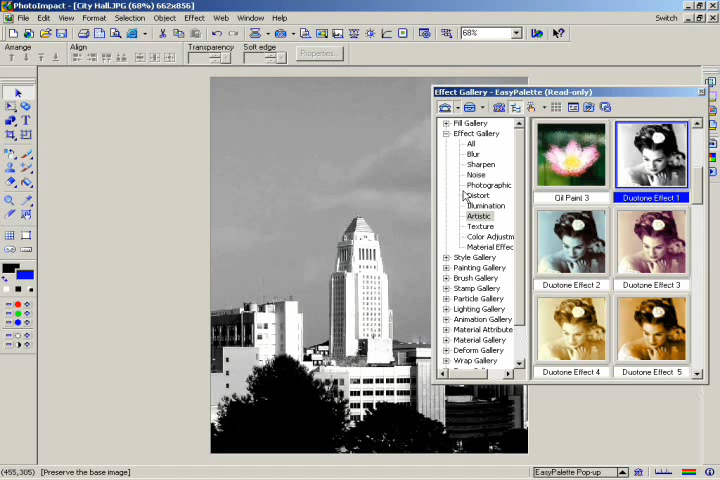 PhotoImpact - [City Hall.JPG (68%) 662x856]
File Edit View Format Selection Object Effect Web Window Help Switch
68%
Arrange Align Transparency Soft edge Properties...
Effect Gallery - EasyPalette (Read-only)
Fill Gallery
Effect Gallery
All
Blur
Sharpen
Noise
Photographic
Distort
Illumination
Artistic
Texture
Color Adjustm
Material Effec
Style Gallery
Painting Gallery
Brush Gallery
Stamp Gallery
Particle Gallery
Lighting Gallery
Animation Gallery
Material Attribute
Material Gallery
Deform Gallery
Wrap Gallery
Oil Paint 3 Duotone Effect 1
Duotone Effect 2 Duotone Effect 3
Duotone Effect 4 Duotone Effect 5
(455,305) [Preserve the base image] EasyPalette Pop-up